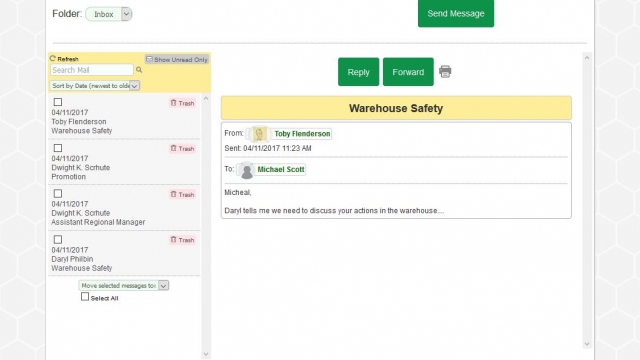 Folder: Inbox
Send Message
Refresh
Show Unread Only
Search Mail
Sort by Date (newest to olde
Trash
04/11/2017
Toby Flenderson
Warehouse Safety
Trash
04/11/2017
Dwight K. Scrhute
Promotion
Trash
04/11/2017
Dwight K. Scrhute
Assistant Regional Manager
Trash
04/11/2017
Daryl Philbin
Warehouse Safety
Move selected messages to:
Select All
Reply Forward
Warehouse Safety
From: Toby Flenderson
Sent: 04/11/2017 11:23 AM
To: Michael Scott
Micheal,
Daryl tells me we need to discuss your actions in the warehouse...